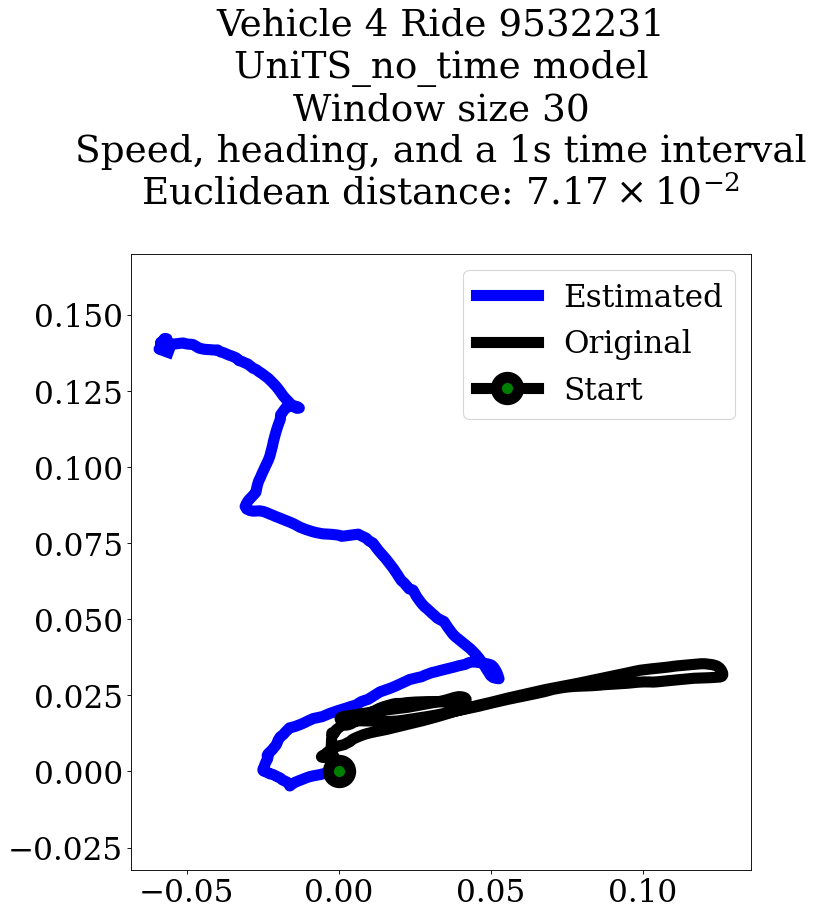 Vehicle 4 Ride 9532231
UniTS_no_time model
Window size 30
Speed, heading, and a 1s time interval
Euclidean distance: 7.17 × 10⁻²
Estimated
Original
Start
0.150
0.125
0.100
0.075
0.050
0.025
0.000
−0.025
−0.05
0.00
0.05
0.10